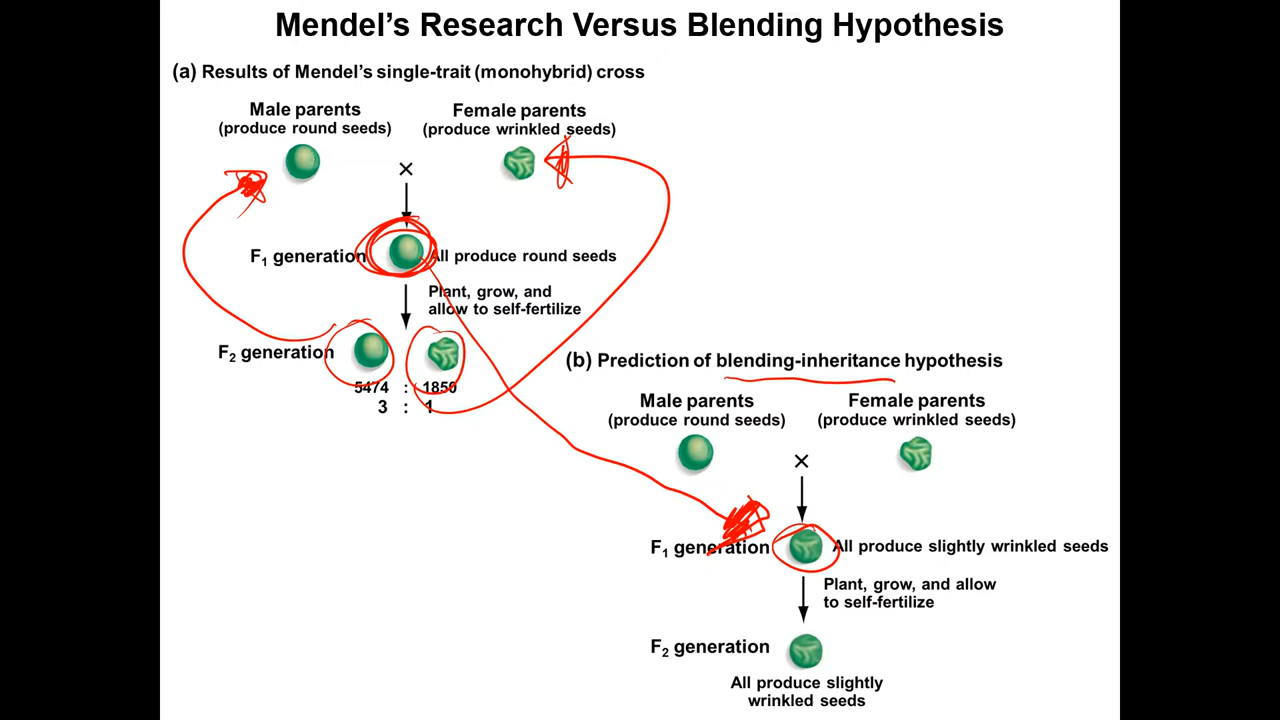 Mendel's Research Versus Blending Hypothesis
(a) Results of Mendel's single-trait (monohybrid) cross
Male parents
(produce round seeds)
Female parents
(produce wrinkled seeds)
×
F₁ generation
All produce round seeds
Plant, grow, and
allow to self-fertilize
F₂ generation
5474 : 1850
3 : 1
(b) Prediction of blending-inheritance hypothesis
Male parents
(produce round seeds)
Female parents
(produce wrinkled seeds)
×
F₁ generation
All produce slightly wrinkled seeds
Plant, grow, and allow
to self-fertilize
F₂ generation
All produce slightly
wrinkled seeds